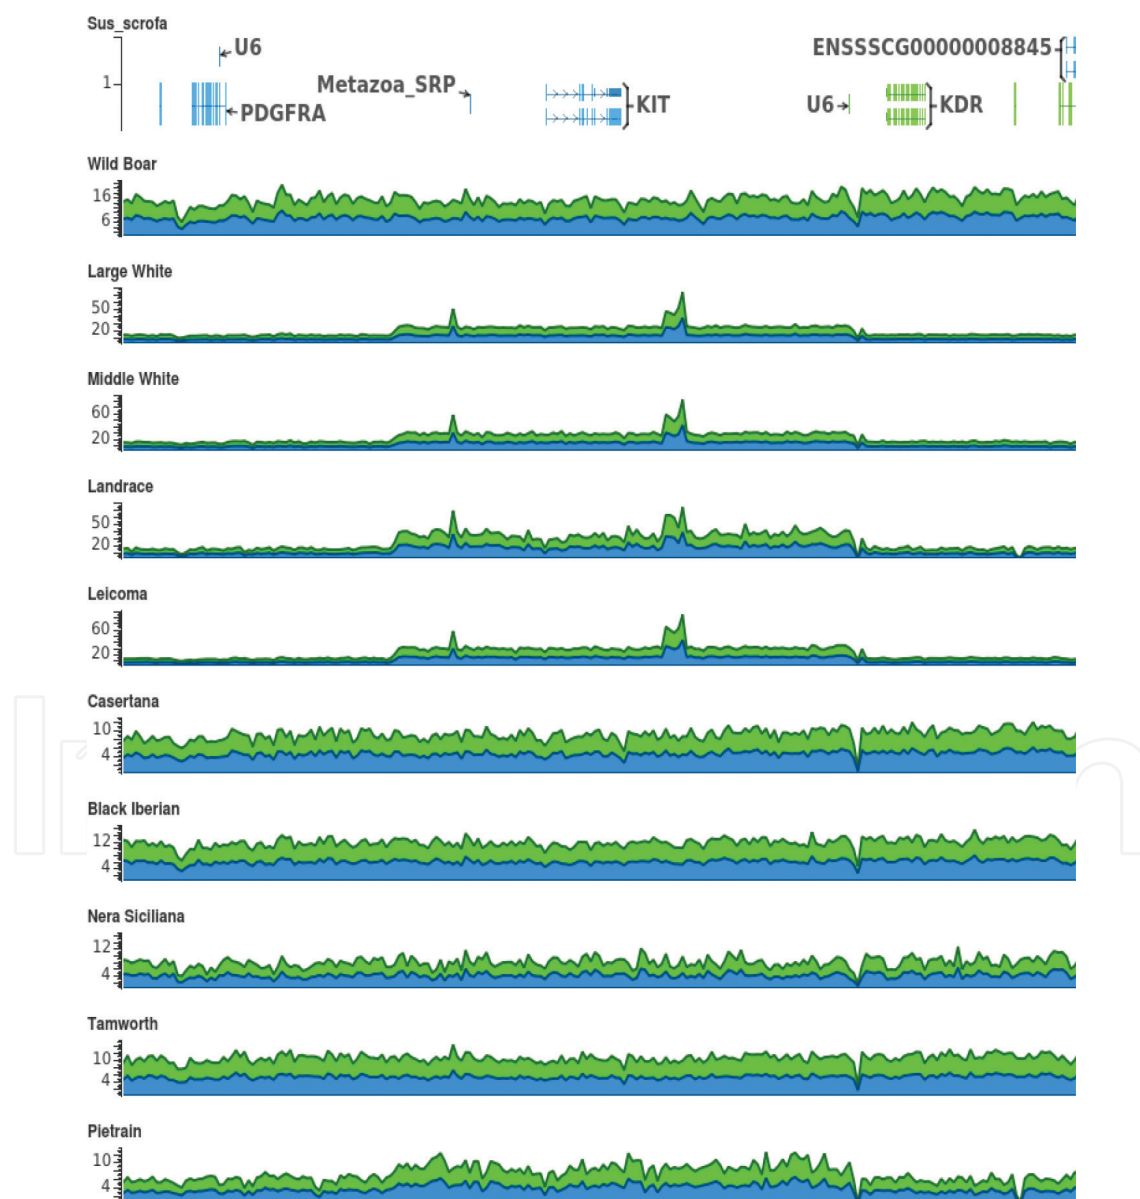 Sus_scrofa
U6
ENSSSCG00000008845
1
Metazoa_SRP
PDGFRA
KIT
U6
KDR
Wild Boar
16
6
Large White
50
20
Middle White
60
20
Landrace
50
20
Leicoma
60
20
Casertana
10
4
Black Iberian
12
4
Nera Siciliana
12
4
Tamworth
10
4
Pietrain
10
4